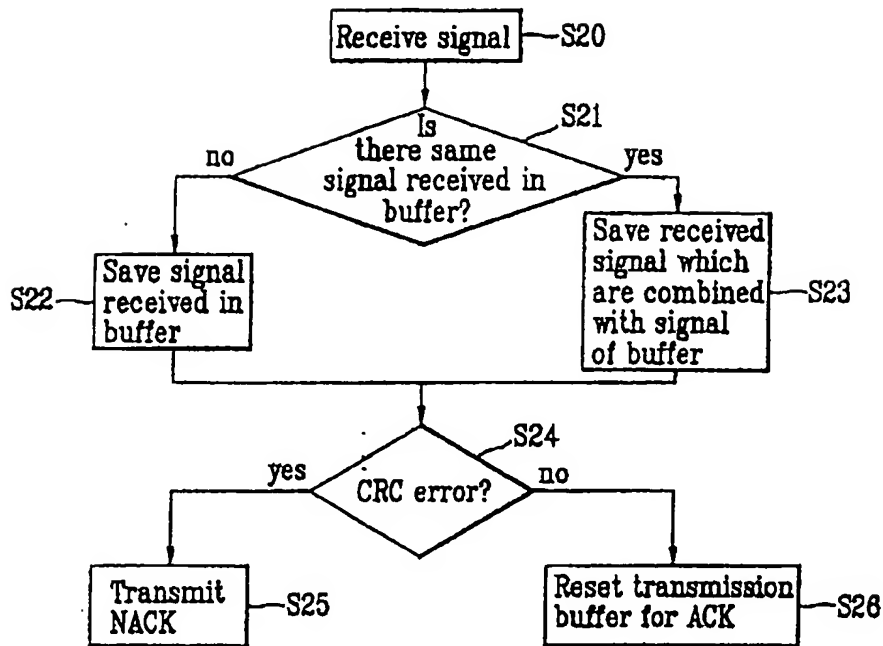 Receive signal
S20
Is
there same
signal received in
buffer?
S21
no
yes
Save signal
received in
buffer
S22
Save received
signal which
are combined
with signal
of buffer
S23
CRC error?
S24
yes
no
Transmit
NACK
S25
Reset transmission
buffer for ACK
S26